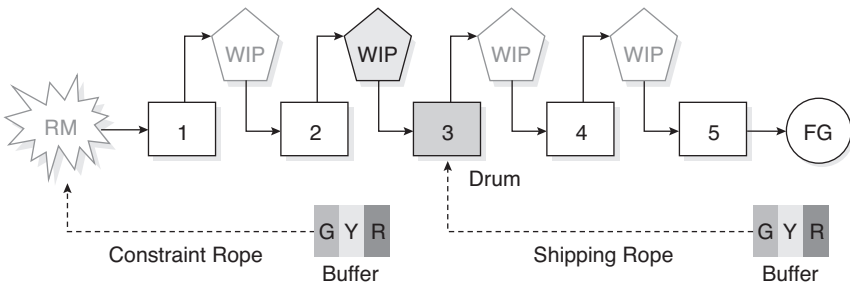 WIP WIP WIP WIP
RM 1 2 3 4 5 FG
Drum
G Y R G Y R
Constraint Rope Shipping Rope
Buffer Buffer